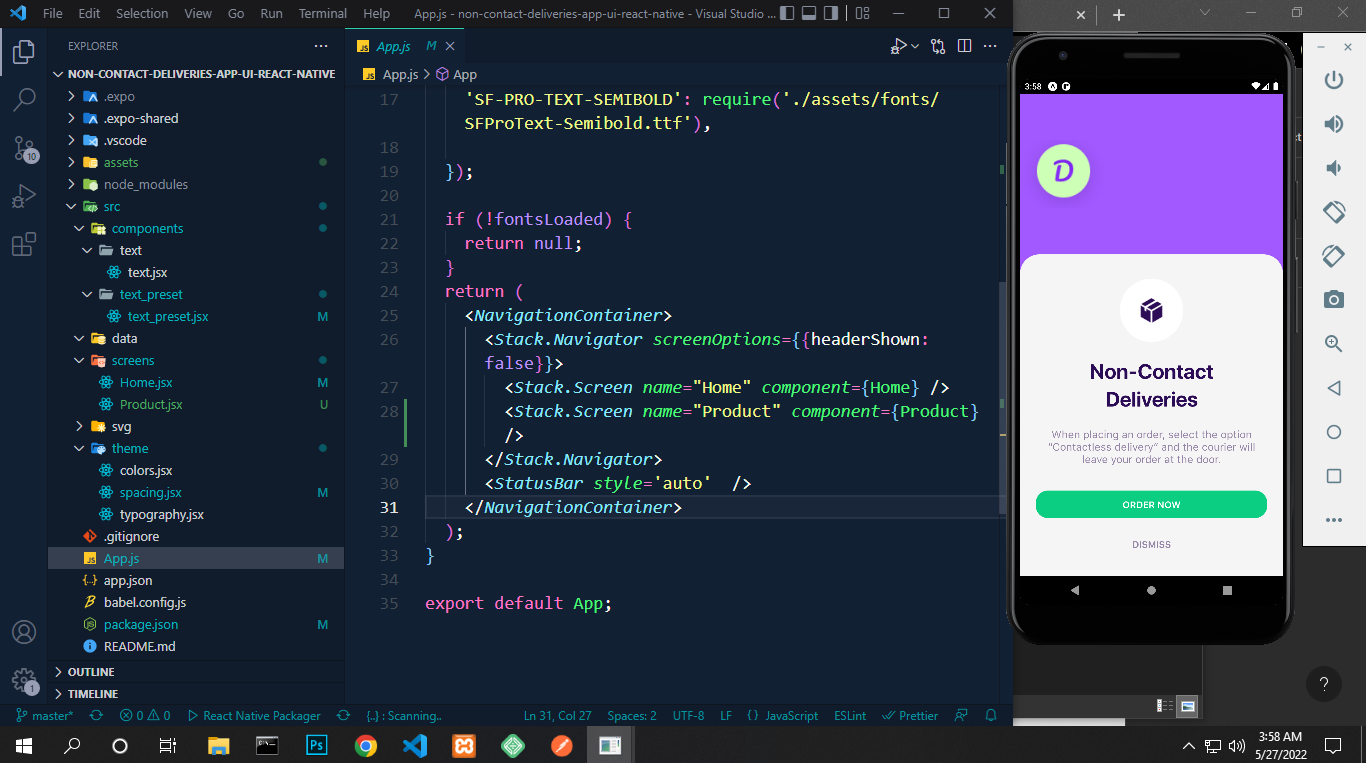 File Edit Selection View Go Run Terminal Help App.js - non-contact-deliveries-app-ui-react-native - Visual Studio ...
EXPLORER
NON-CONTACT-DELIVERIES-APP-UI-REACT-NATIVE
.expo
.expo-shared
.vscode
assets
node_modules
src
components
text
text.jsx
text_preset
text_preset.jsx M
data
screens
Home.jsx M
Product.jsx U
svg
theme
colors.jsx
spacing.jsx M
typography.jsx
.gitignore
JS App.js M
app.json
babel.config.js
package.json M
README.md
OUTLINE
TIMELINE
10
1
JS App.js M
JS App.js > App
17 'SF-PRO-TEXT-SEMIBOLD': require('./assets/fonts/
SFProText-Semibold.ttf'),
18
19 });
20
21 if (!fontsLoaded) {
22 return null;
23 }
24 return (
25 <NavigationContainer>
26 <Stack.Navigator screenOptions={{headerShown:
false}}>
27 <Stack.Screen name="Home" component={Home} />
28 <Stack.Screen name="Product" component={Product}
/>
29 </Stack.Navigator>
30 <StatusBar style='auto'  />
31 </NavigationContainer>
32 );
33 }
34
35 export default App;
master* 0 0 React Native Packager {..} : Scanning.. Ln 31, Col 27 Spaces: 2 UTF-8 LF {} JavaScript ESLint Prettier
3:58
D
Non-Contact
Deliveries
When placing an order, select the option
"Contactless delivery" and the courier will
leave your order at the door.
ORDER NOW
DISMISS
?
Ps
3:58 AM
5/27/2022